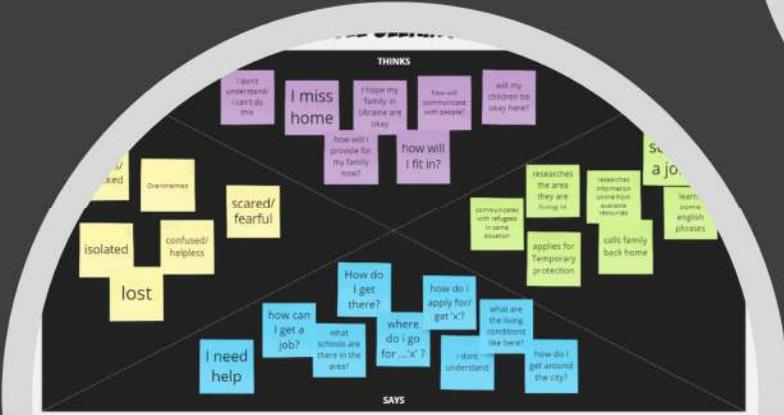 THINKS
I don't
understand/
I can't do
this
I miss
home
I hope my
family in
Ukraine are
okay
how will
communicate
with people?
will my
children be
okay here?
how will I
provide for
my family
now?
how will
I fit in?
Overwhelmed
scared/
fearful
isolated
confused/
helpless
lost
a jo
researches
the area
they are
living in
researches
information
online from
available
resources
learn
some
english
phrases
communicates
with refugees
in same
situation
applies for
Temporary
protection
calls family
back home
How do
I get
there?
how do i
apply for/
get 'x'?
how can
I get a
job?
what
schools are
there in the
area?
where
do i go
for ...'x' ?
what are
the living
conditions
like here?
I need
help
i dont
understand
how do i
get around
the city?
SAYS